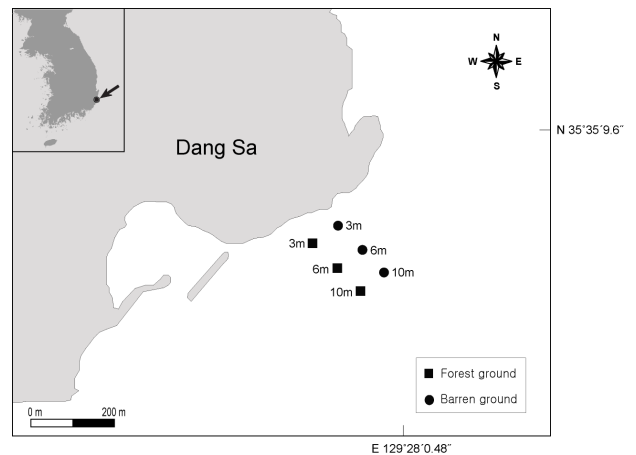 N
W E
S
N 35°35′9.6″
Dang Sa
3m
3m
6m
6m
10m
10m
Forest ground
Barren ground
0 m 200 m
E 129°28′0.48″